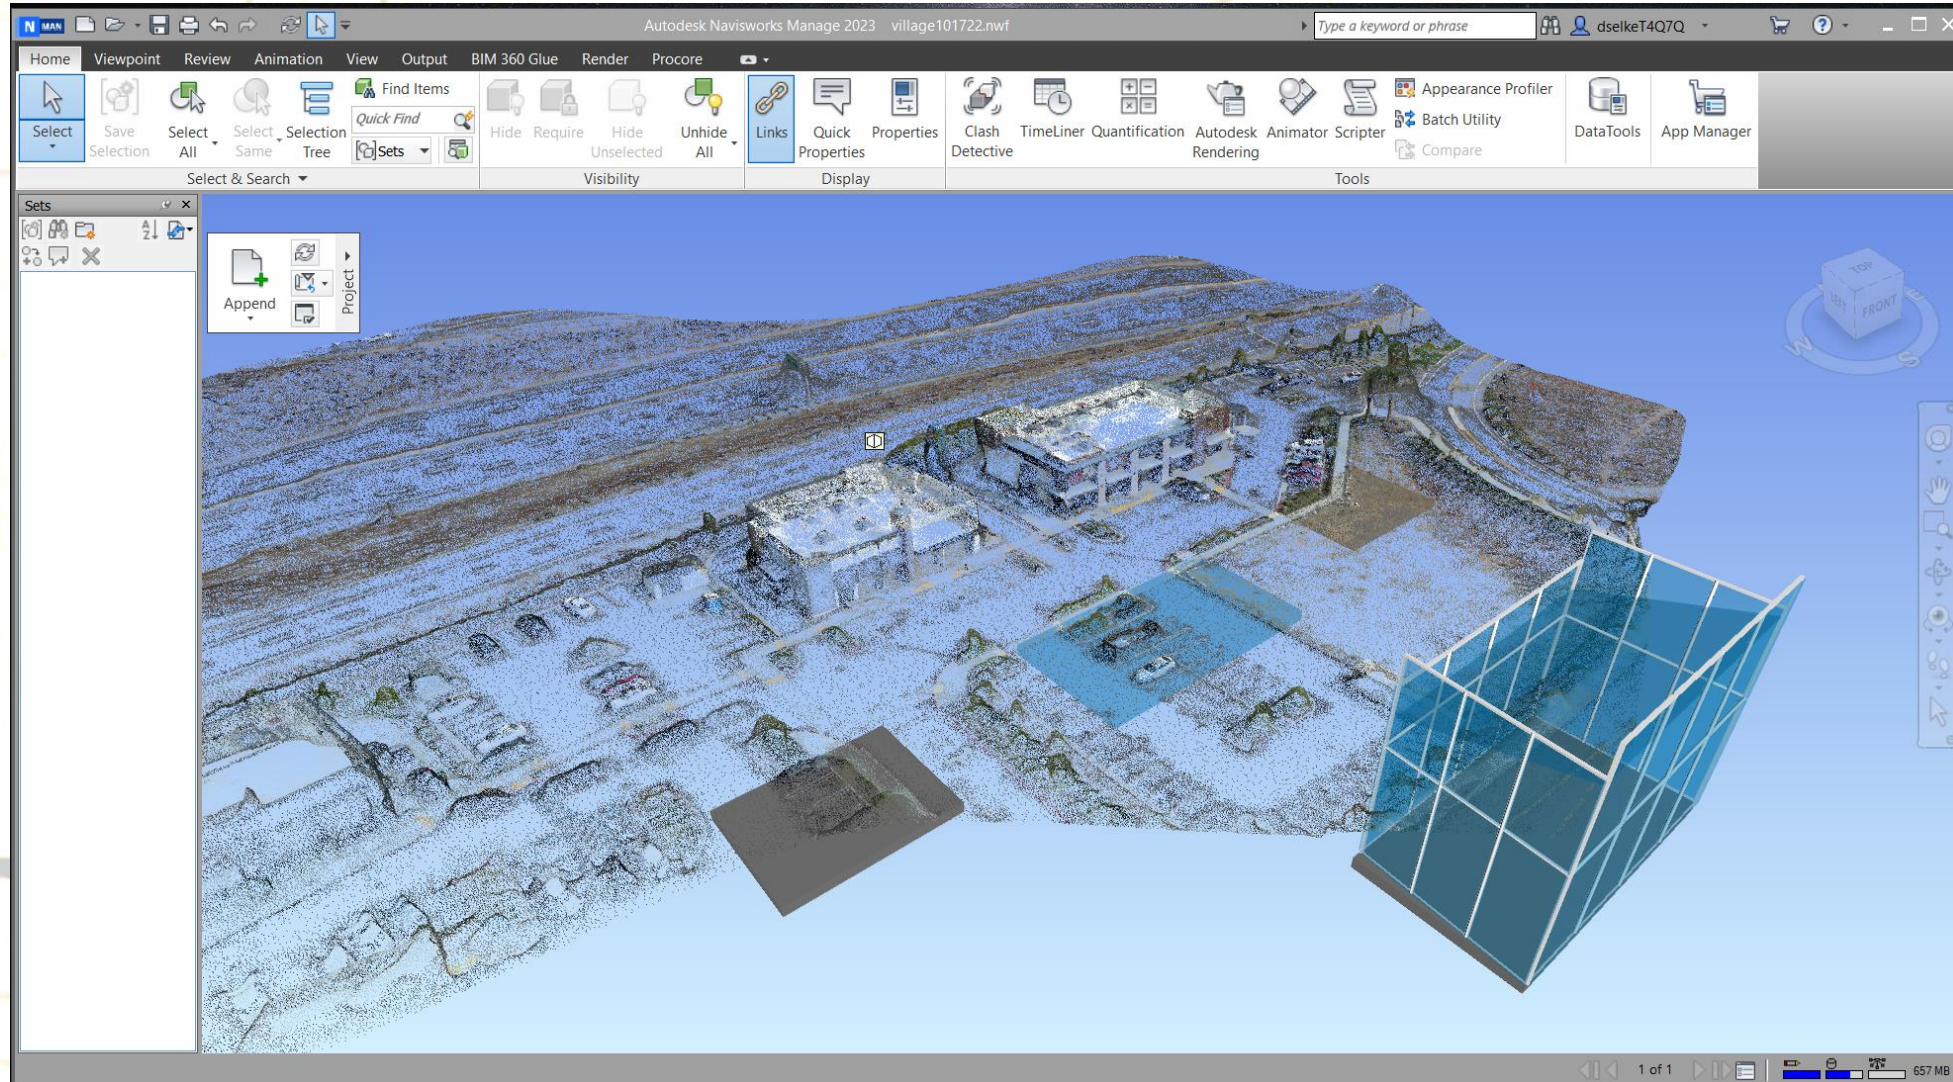 N MAN
Autodesk Navisworks Manage 2023 village101722.nwf
Type a keyword or phrase
dselkeT4Q7Q
Home Viewpoint Review Animation View Output BIM 360 Glue Render Procore
Select
Save Selection
Select All
Select Same
Selection Tree
Find Items
Quick Find
Sets
Hide
Require
Hide Unselected
Unhide All
Links
Quick Properties
Properties
Clash Detective
TimeLiner
Quantification
Autodesk Rendering
Animator
Scripter
Appearance Profiler
Batch Utility
Compare
DataTools
App Manager
Select & Search
Visibility
Display
Tools
Sets
Append
Project
TOP
LEFT
FRONT
W
S
1 of 1
657 MB